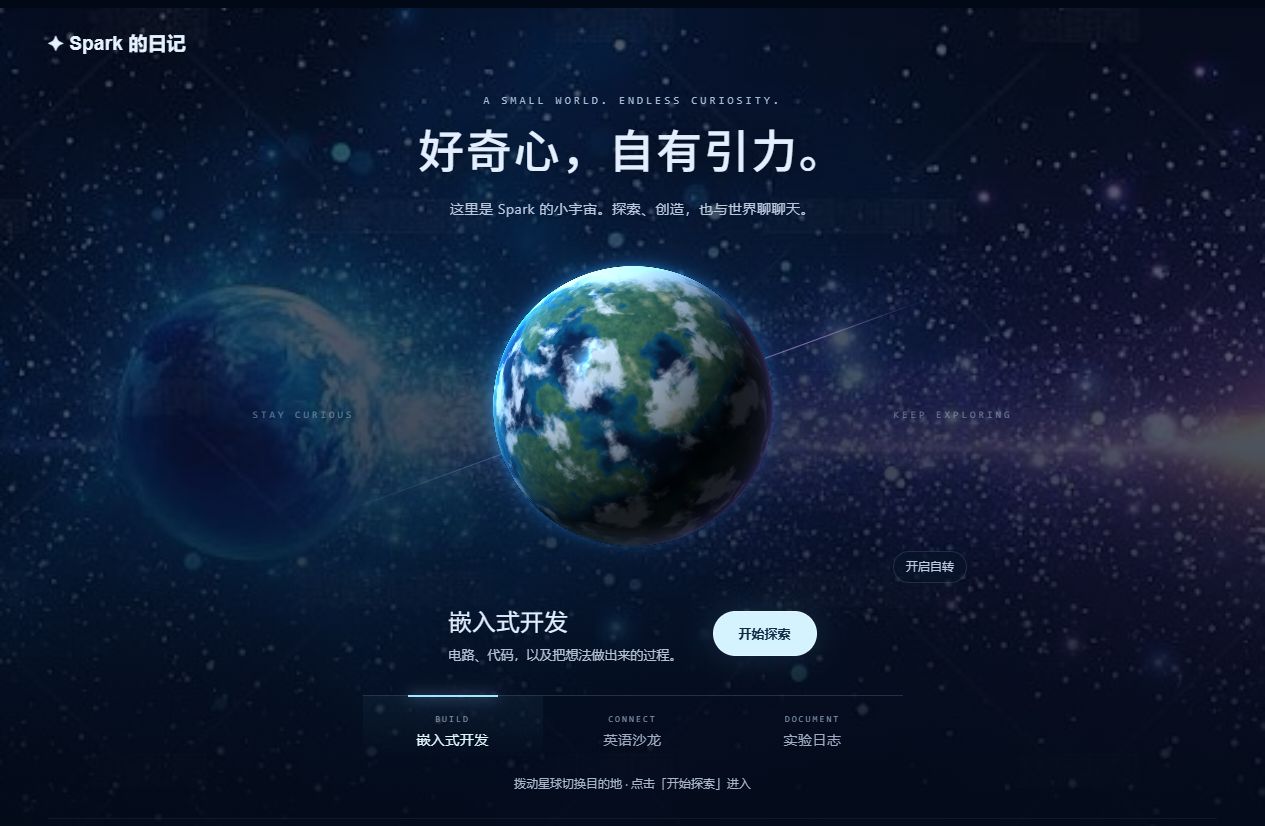 ✦ Spark 的日记
A SMALL WORLD. ENDLESS CURIOSITY.
好奇心，自有引力。
这里是 Spark 的小宇宙。探索、创造，也与世界聊聊天。
STAY CURIOUS
KEEP EXPLORING
开启自转
嵌入式开发
电路、代码，以及把想法做出来的过程。
开始探索
BUILD
嵌入式开发
CONNECT
英语沙龙
DOCUMENT
实验日志
拨动星球切换目的地 · 点击「开始探索」进入